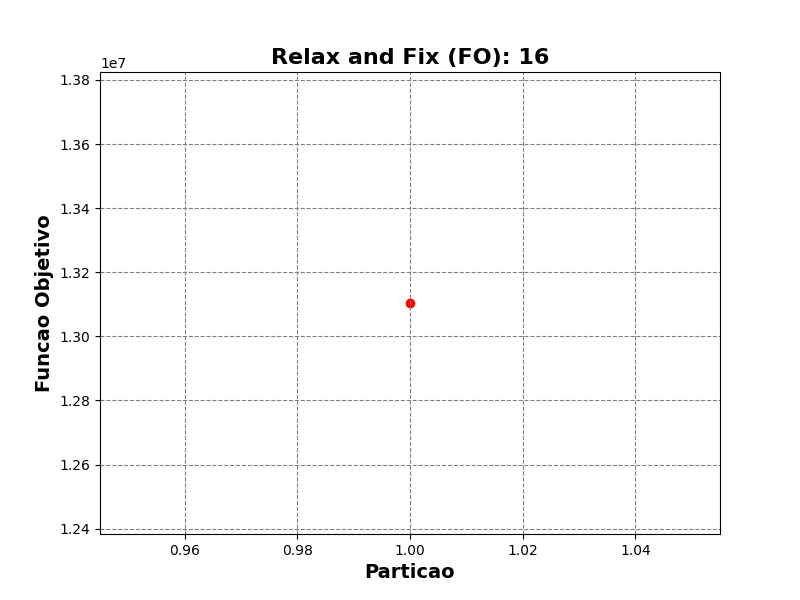 Relax and Fix (FO): 16
1e7
1.38
1.36
1.34
1.32
1.30
1.28
1.26
1.24
Funcao Objetivo
0.96 0.98 1.00 1.02 1.04
Particao